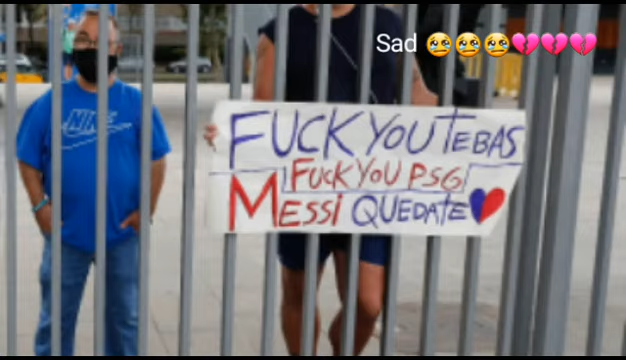 Sad 🥺🥺🥺💔💔💔
NIKE
FUCK YOU TEBAS
FUCK YOU PSG
MESSI QUEDATE